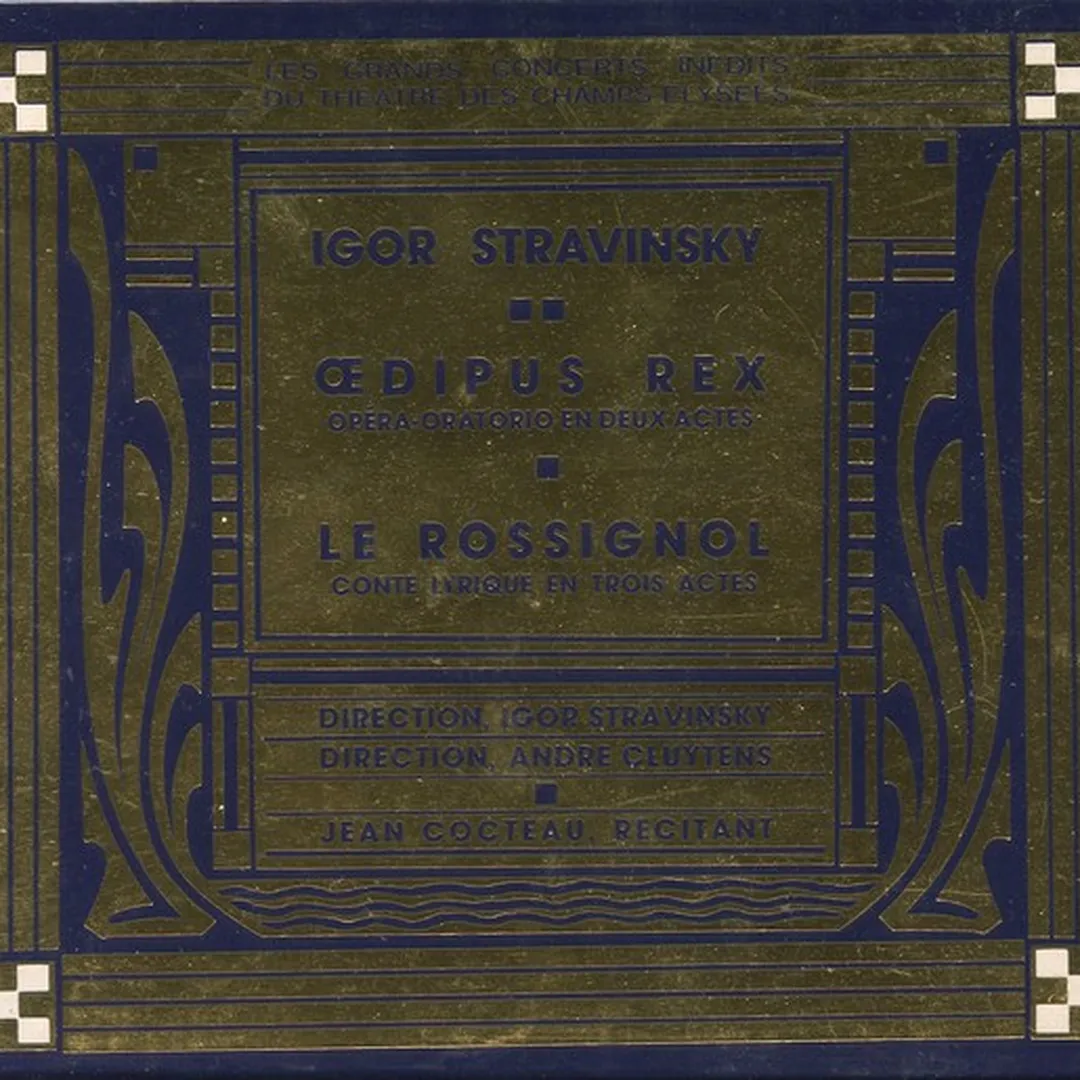 LES GRANDS CONCERTS INEDITS
DU THEATRE DES CHAMPS ELYSEES
IGOR STRAVINSKY
ŒDIPUS REX
OPÉRA-ORATORIO EN DEUX ACTES
LE ROSSIGNOL
CONTE LYRIQUE EN TROIS ACTES
DIRECTION, IGOR STRAVINSKY
DIRECTION, ANDRE CLUYTENS
JEAN COCTEAU, RECITANT